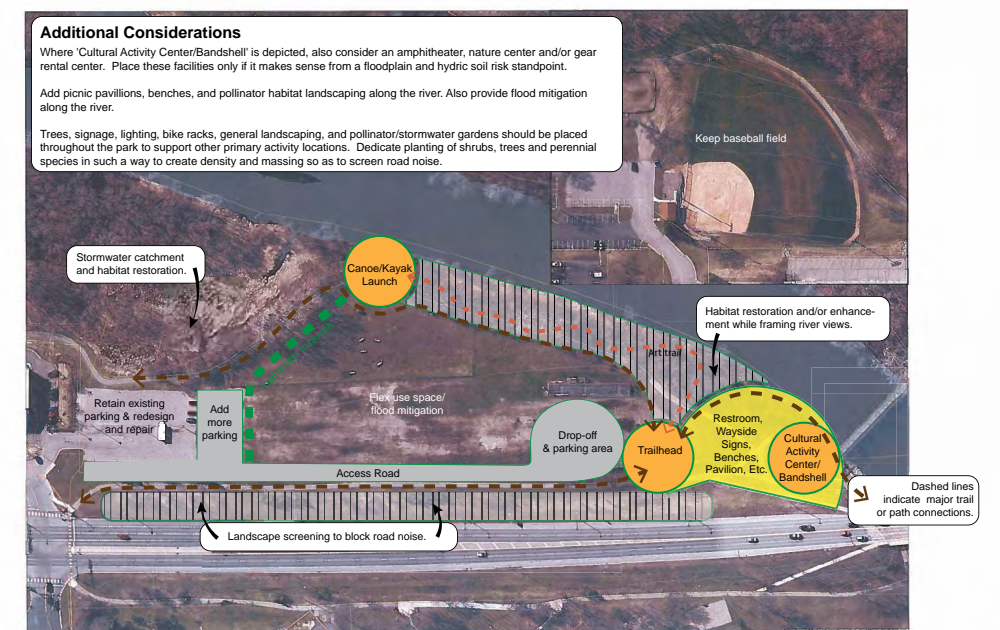 Additional Considerations
Where 'Cultural Activity Center/Bandshell' is depicted, also consider an amphitheater, nature center and/or gear
rental center. Place these facilities only if it makes sense from a floodplain and hydric soil risk standpoint.
Add picnic pavillions, benches, and pollinator habitat landscaping along the river. Also provide flood mitigation
along the river.
Trees, signage, lighting, bike racks, general landscaping, and pollinator/stormwater gardens should be placed
throughout the park to support other primary activity locations. Dedicate planting of shrubs, trees and perennial
species in such a way to create density and massing so as to screen road noise.
Keep baseball field
Stormwater catchment
and habitat restoration.
Canoe/Kayak
Launch
Habitat restoration and/or enhance-
ment while framing river views.
Art trail
Retain existing
parking & redesign
and repair
Add
more
parking
Flex use space/
flood mitigation
Drop-off
& parking area
Trailhead
Restroom,
Wayside
Signs,
Benches,
Pavilion, Etc.
Cultural
Activity
Center/
Bandshell
Access Road
Dashed lines
indicate major trail
or path connections.
Landscape screening to block road noise.